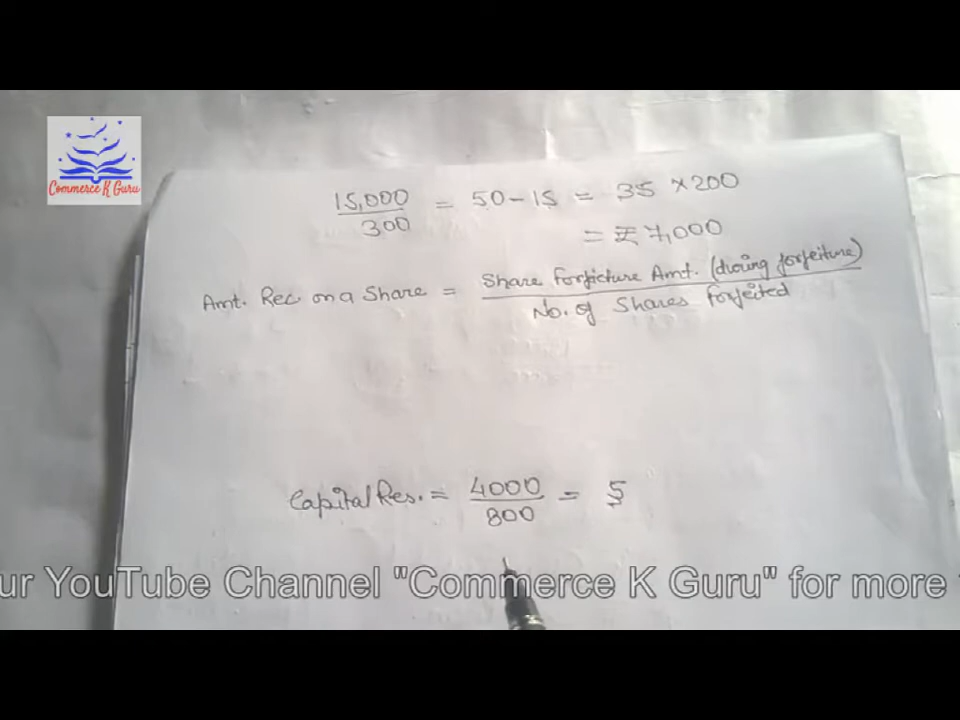 Commerce K Guru
15,000 / 300 = 50 - 15 = 35 × 200
= ₹ 7,000
Amt. Rec on a Share = Share Forpicture Amt. (during forfeiture) / No. of Shares forfeited
Capital Res. = 4000 / 800 = 5
ur YouTube Channel "Commerce K Guru" for more